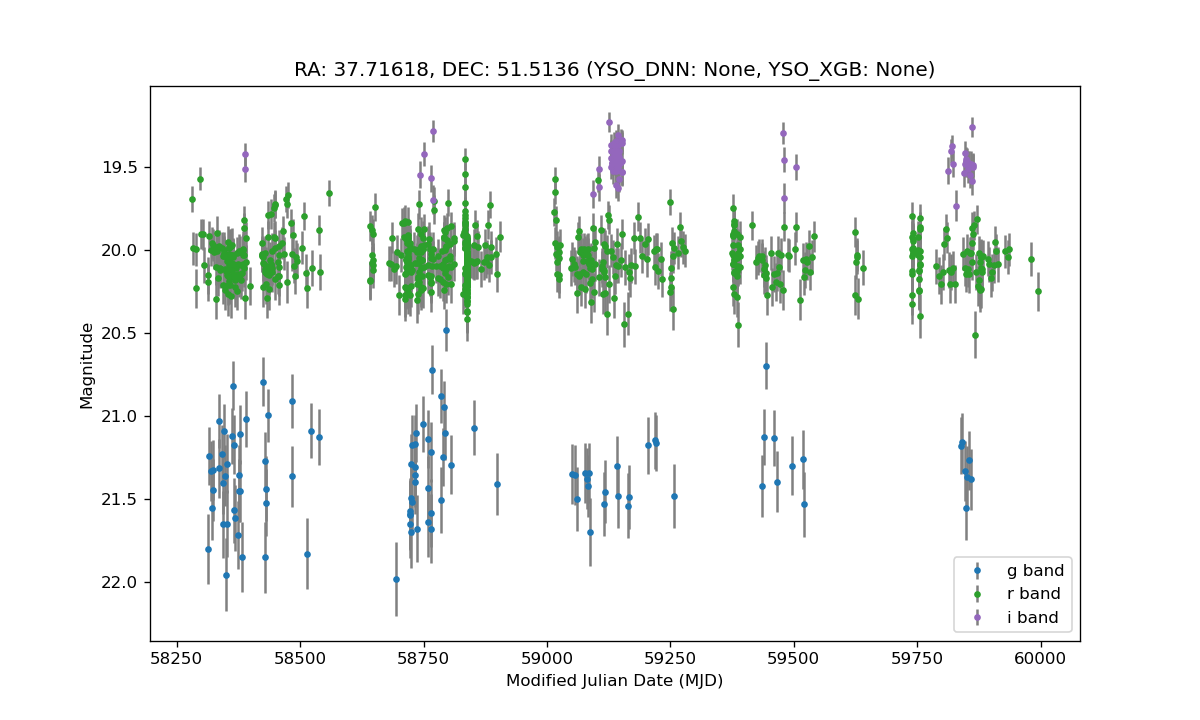 RA: 37.71618, DEC: 51.5136 (YSO_DNN: None, YSO_XGB: None)
Magnitude
19.5
20.0
20.5
21.0
21.5
22.0
g band
r band
i band
58250 58500 58750 59000 59250 59500 59750 60000
Modified Julian Date (MJD)